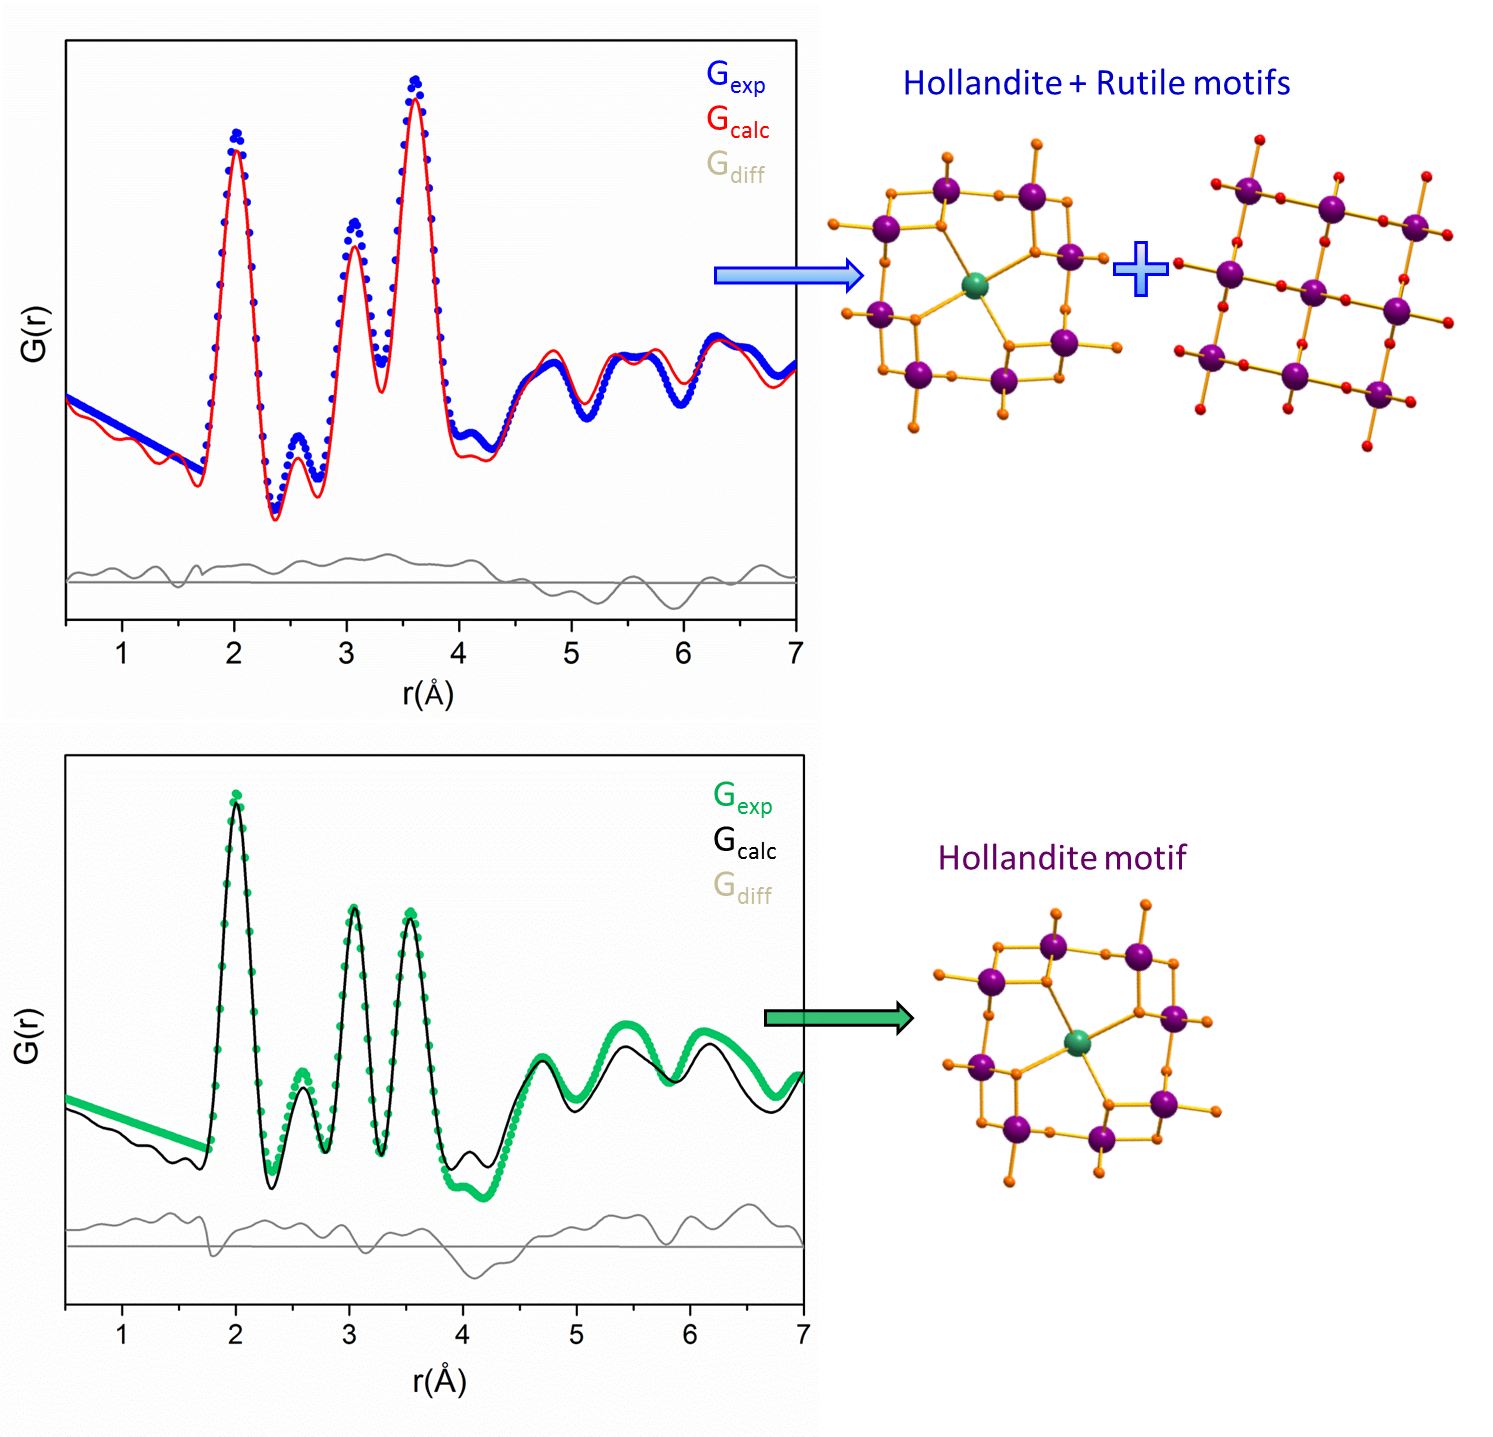 Gexp
Gcalc
Gdiff
Hollandite + Rutile motifs
G(r)
1 2 3 4 5 6 7
r(Å)
Gexp
Gcalc
Gdiff
Hollandite motif
G(r)
1 2 3 4 5 6 7
r(Å)